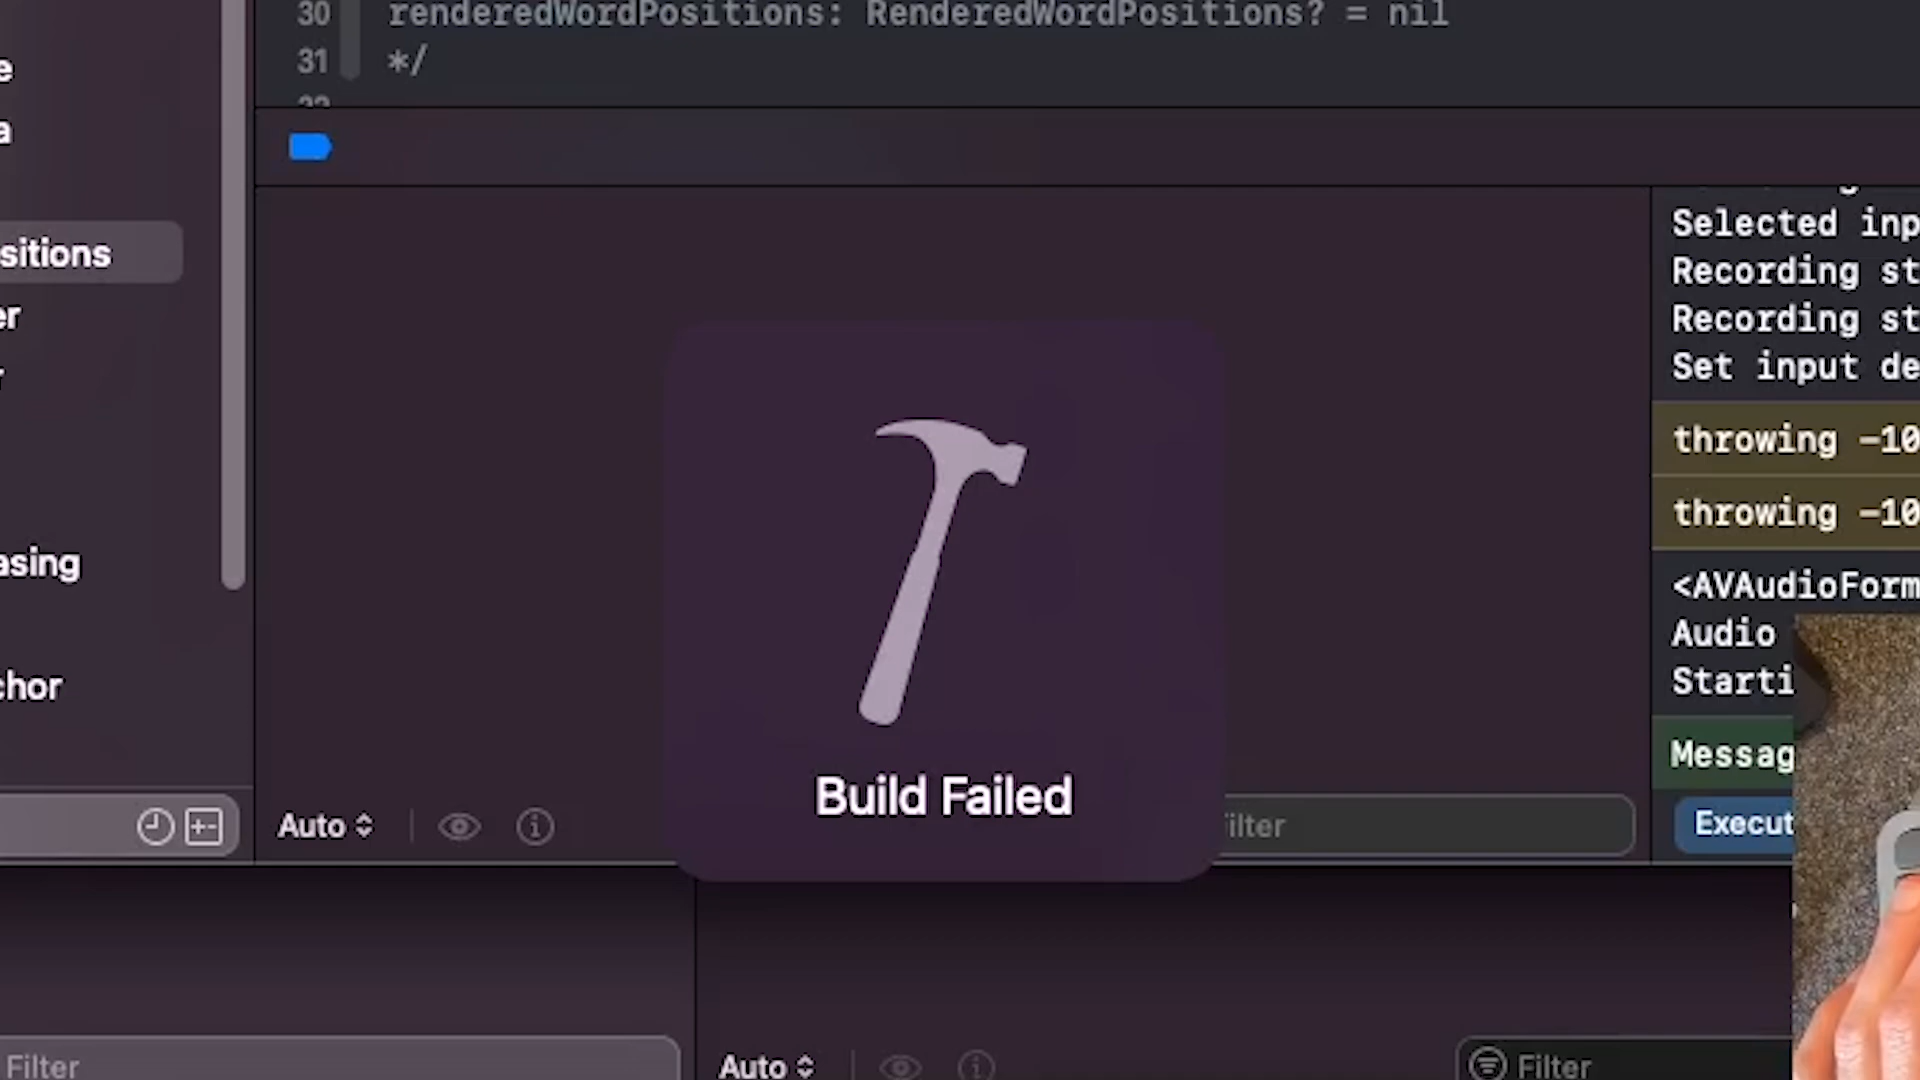 30 renderedWordPositions: RenderedWordPositions? = nil
31 */
sitions
asing
chor
Selected inp
Recording st
Recording st
Set input de
throwing -10
throwing -10
<AVAudioForm
Audio
Starti
Messag
Execut
Build Failed
Auto
ilter
Filter
Auto
Filter